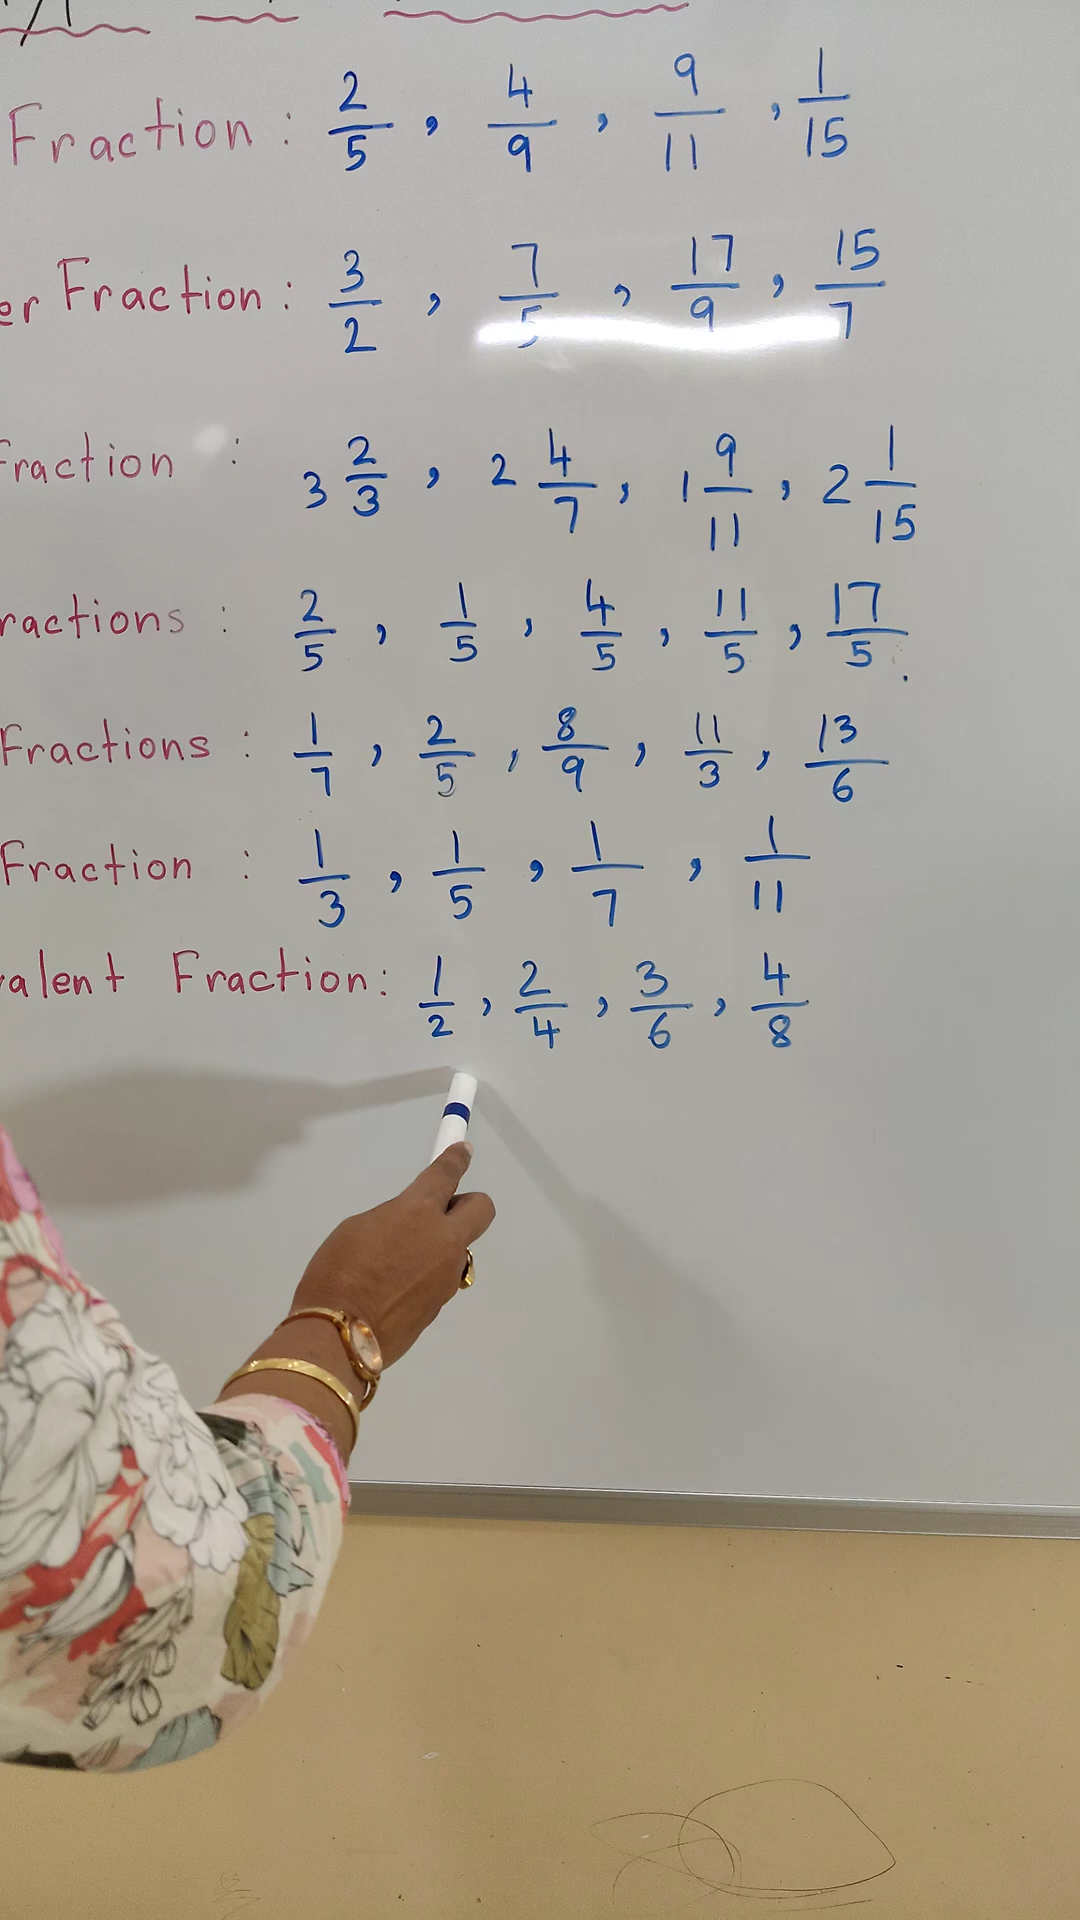 Fraction : 2/5 , 4/9 , 9/11 , 1/15
er Fraction : 3/2 , 7/5 , 17/9 , 15/7
Fraction : 3 2/3 , 2 4/7 , 1 9/11 , 2 1/15
ractions : 2/5 , 1/5 , 4/5 , 11/5 , 17/5 .
Fractions : 1/7 , 2/5 , 8/9 , 11/3 , 13/6
Fraction : 1/3 , 1/5 , 1/7 , 1/11
valent Fraction : 1/2 , 2/4 , 3/6 , 4/8